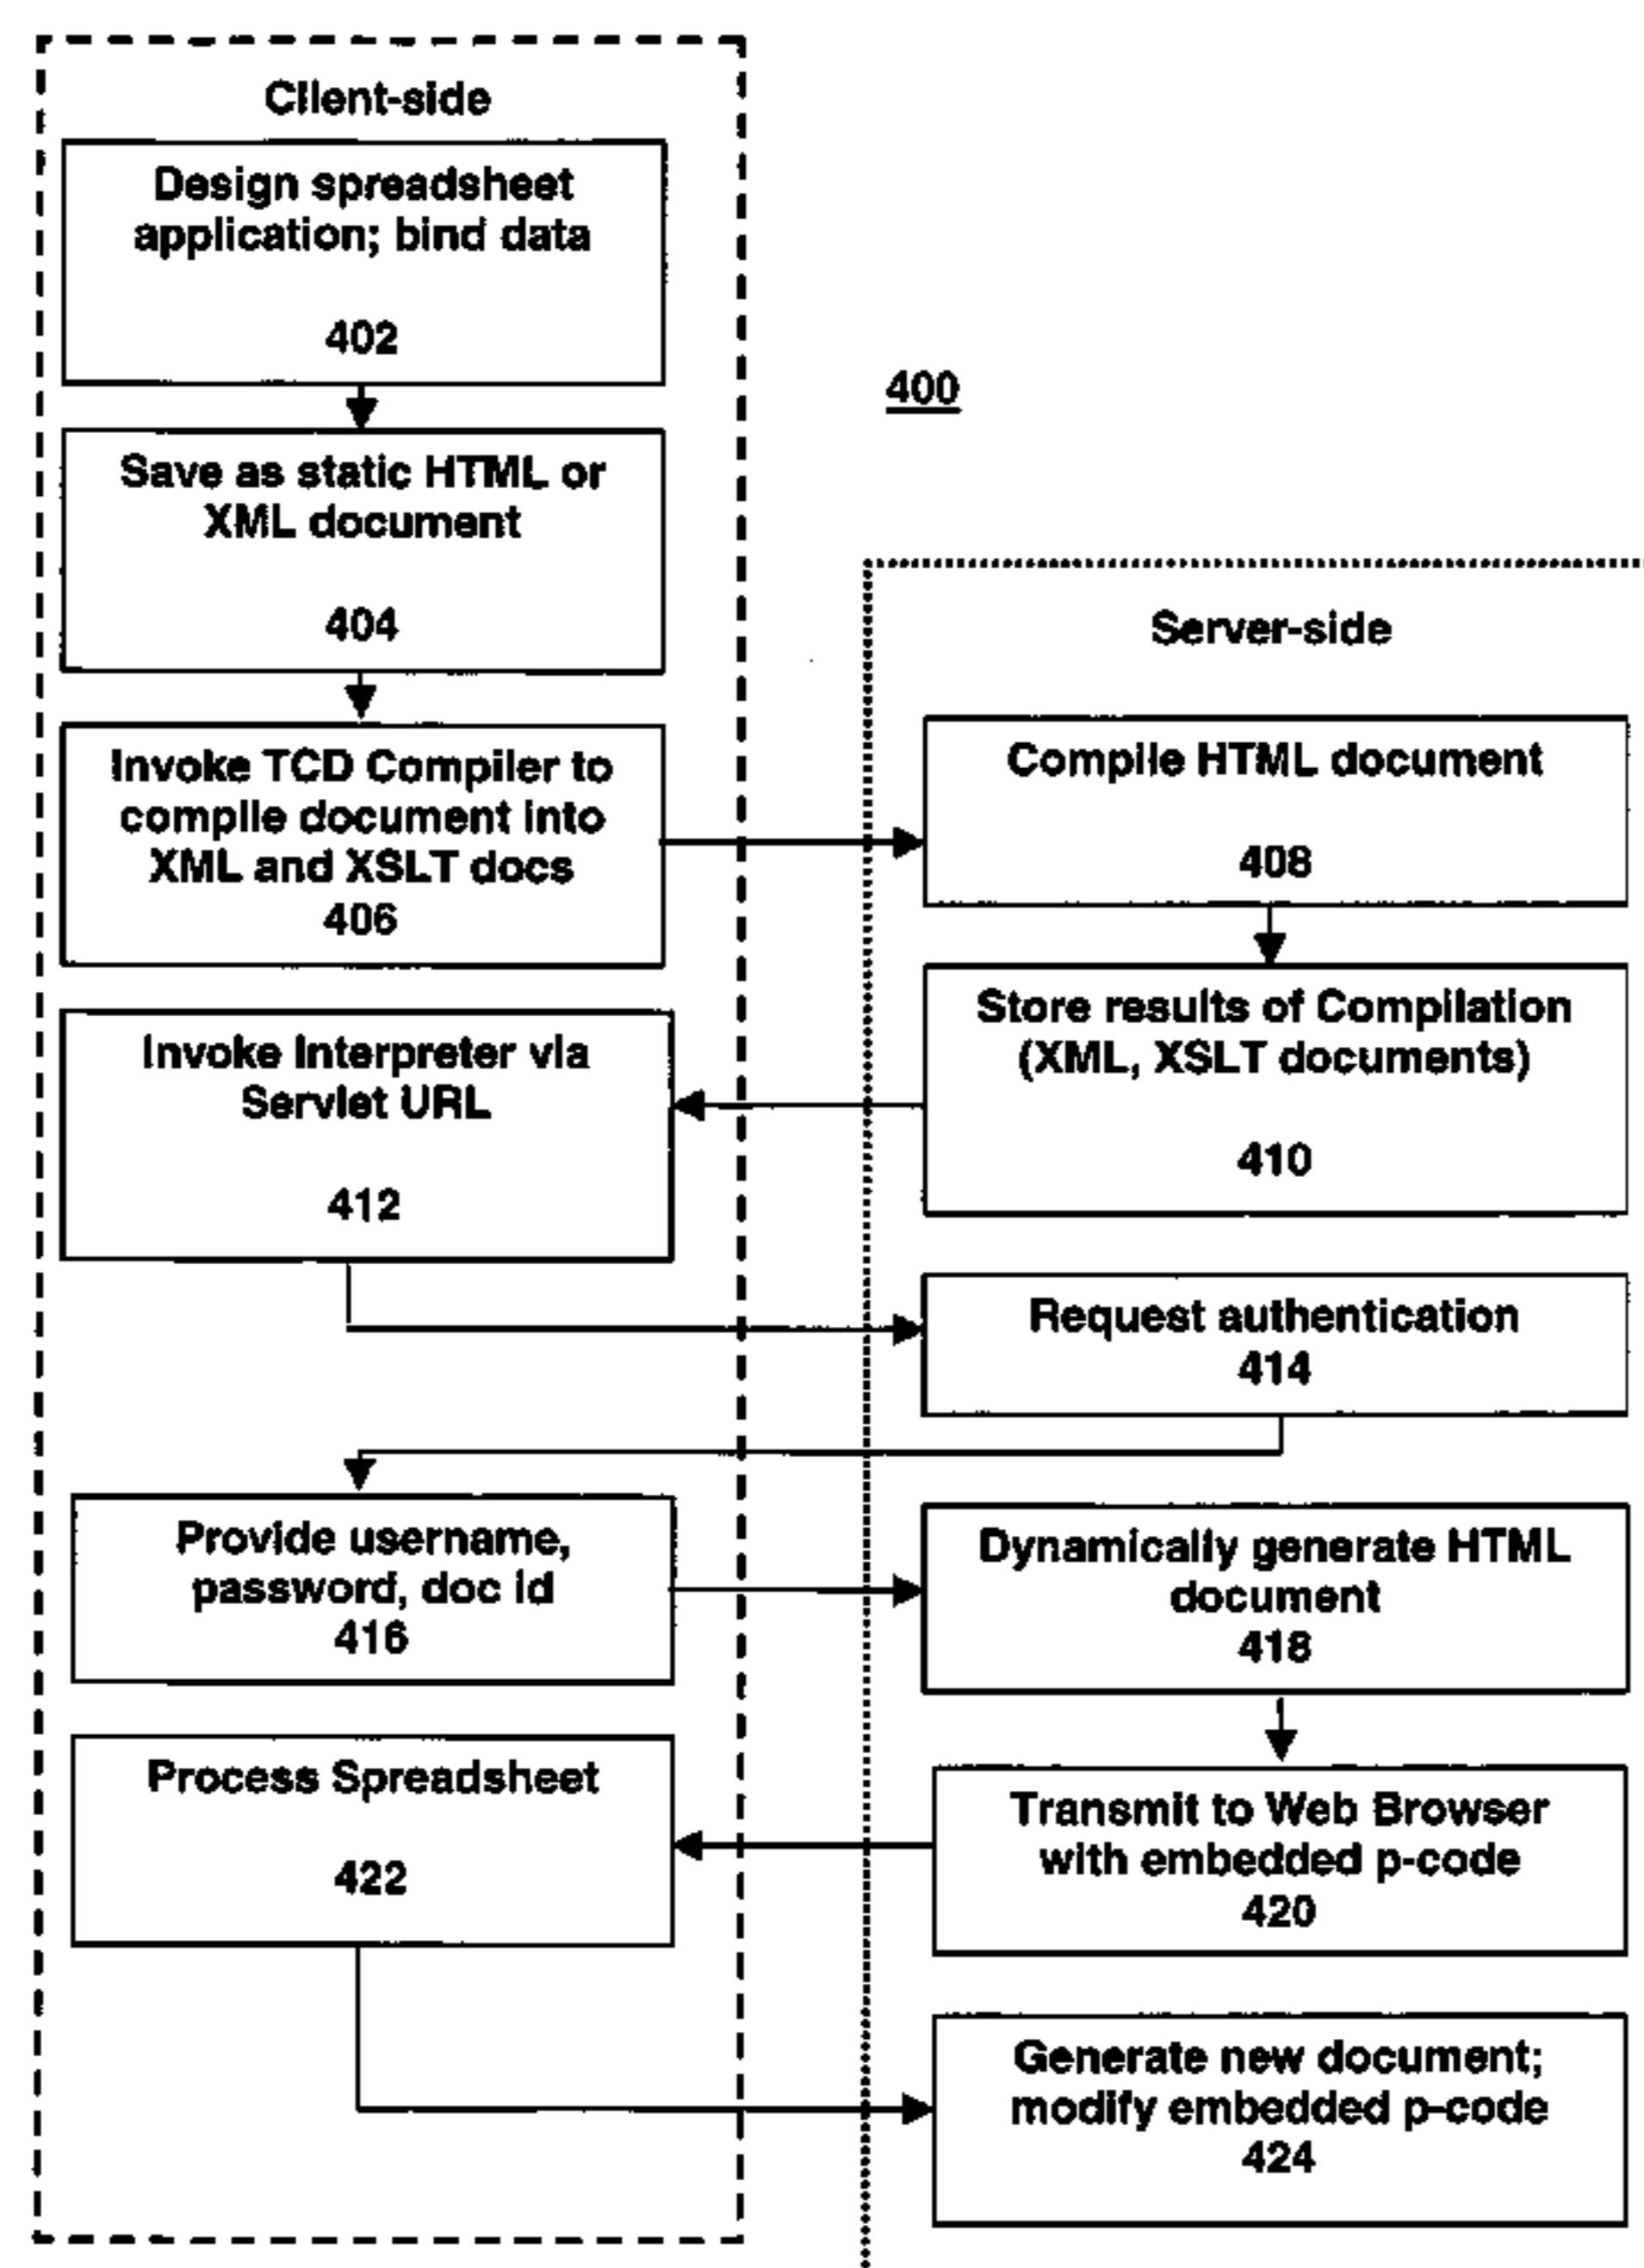 Client-side
Design spreadsheet
application; bind data
402
400
Save as static HTML or
XML document
404
Server-side
Invoke TCD Compiler to
compile document into
XML and XSLT docs
406
Compile HTML document
408
Store results of Compilation
(XML, XSLT documents)
410
Invoke Interpreter via
Servlet URL
412
Request authentication
414
Provide username,
password, doc id
416
Dynamically generate HTML
document
418
Transmit to Web Browser
with embedded p-code
420
Process Spreadsheet
422
Generate new document;
modify embedded p-code
424